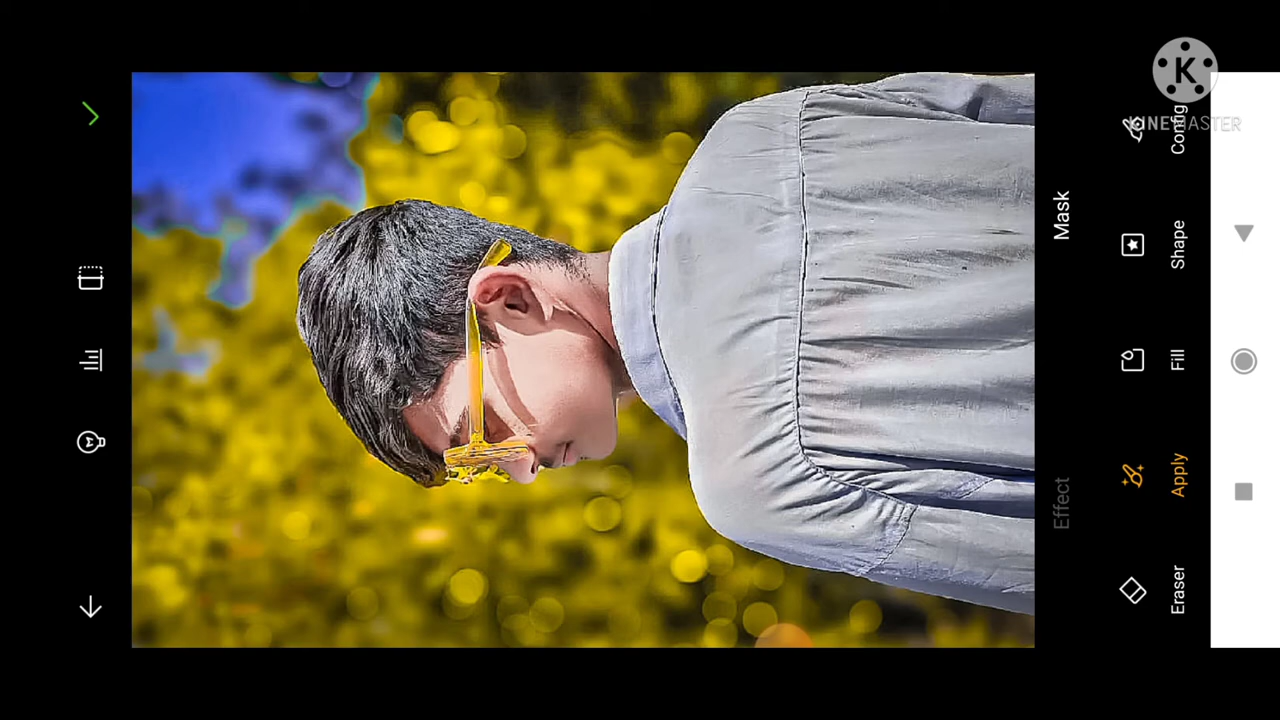 K
KINEMASTER
Mask
Effect
Config
Shape
Fill
Apply
Eraser